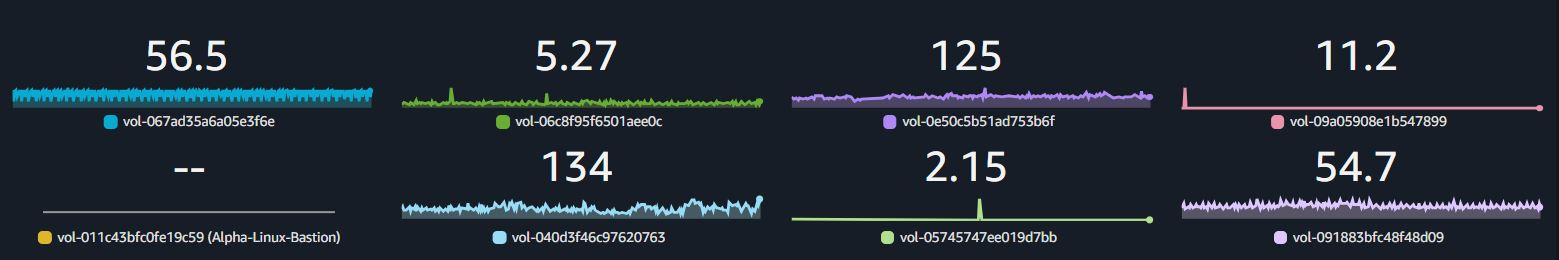 56.5
5.27
125
11.2
vol-067ad35a6a05e3f6e
vol-06c8f95f6501aee0c
vol-0e50c5b51ad753b6f
vol-09a05908e1b547899
--
134
2.15
54.7
vol-011c43bfc0fe19c59 (Alpha-Linux-Bastion)
vol-040d3f46c97620763
vol-05745747ee019d7bb
vol-091883bfc48f48d09